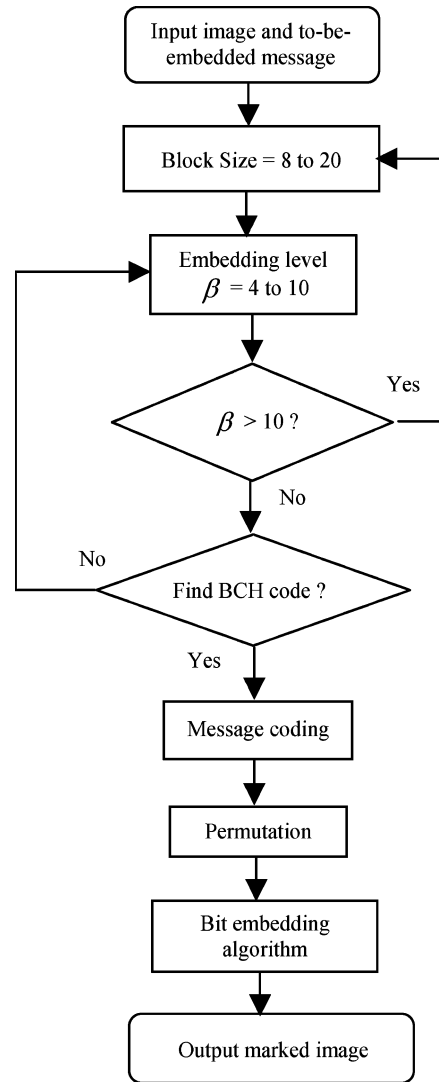 Input image and to-be-
embedded message
Block Size = 8 to 20
Embedding level
β = 4 to 10
Yes
β > 10 ?
No
No
Find BCH code ?
Yes
Message coding
Permutation
Bit embedding
algorithm
Output marked image